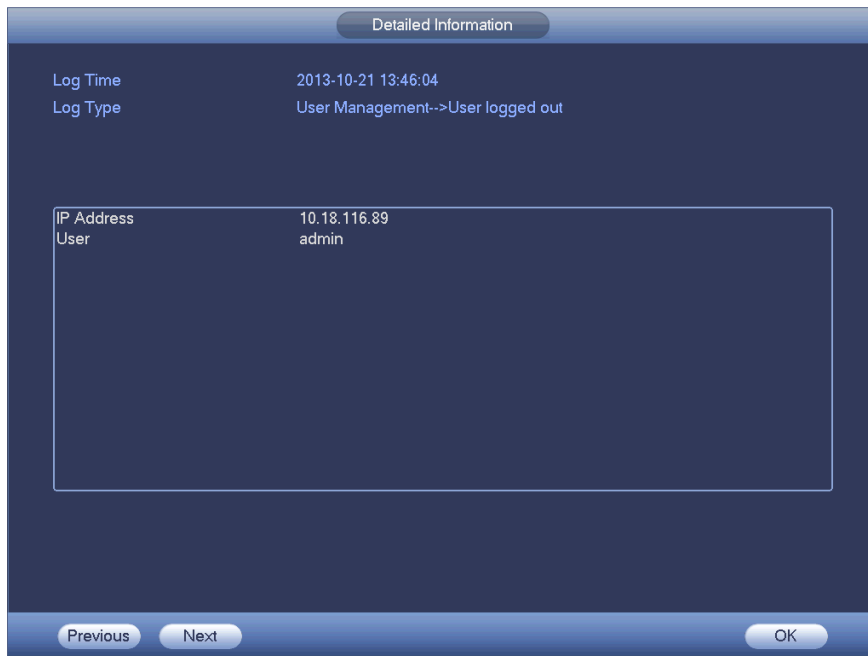 Detailed Information
Log Time 2013-10-21 13:46:04
Log Type User Management-->User logged out
IP Address 10.18.116.89
User admin
Previous Next OK